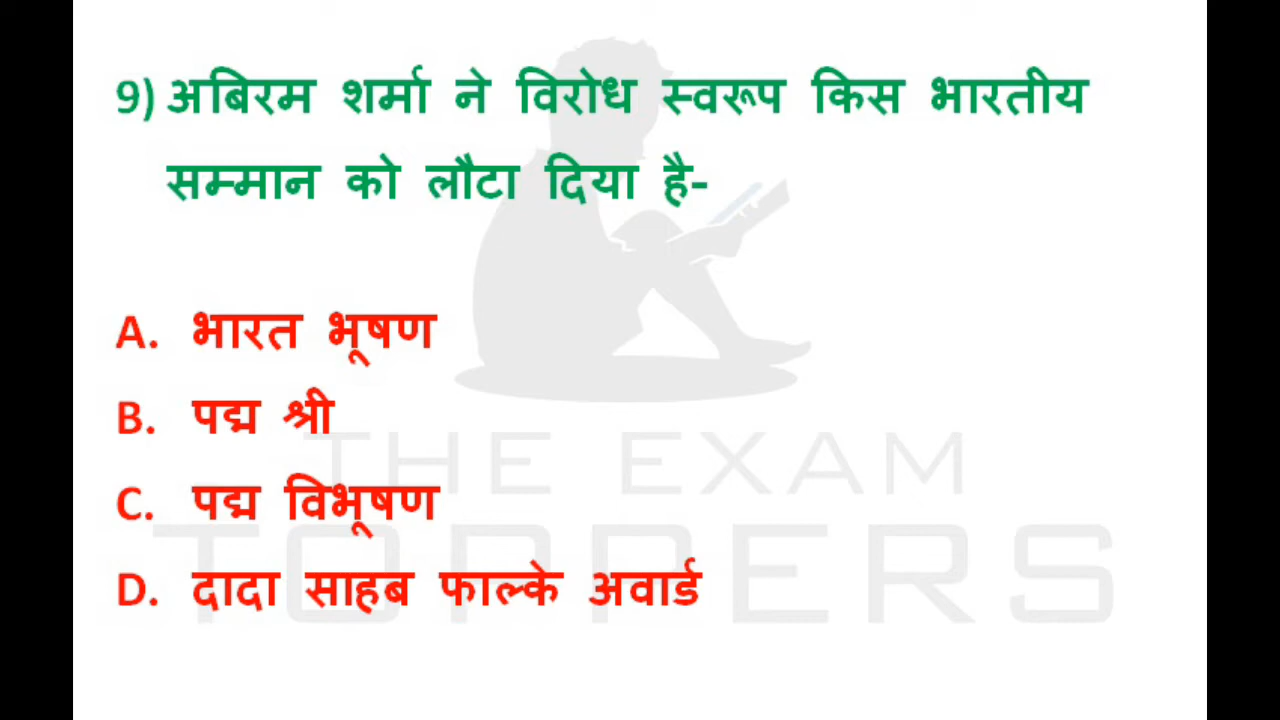 9) अबिरम शर्मा ने विरोध स्वरूप किस भारतीय
सम्मान को लौटा दिया है-
A. भारत भूषण
B. पद्म श्री
C. पद्म विभूषण
D. दादा साहब फाल्के अवार्ड
THE EXAM
TOPPERS